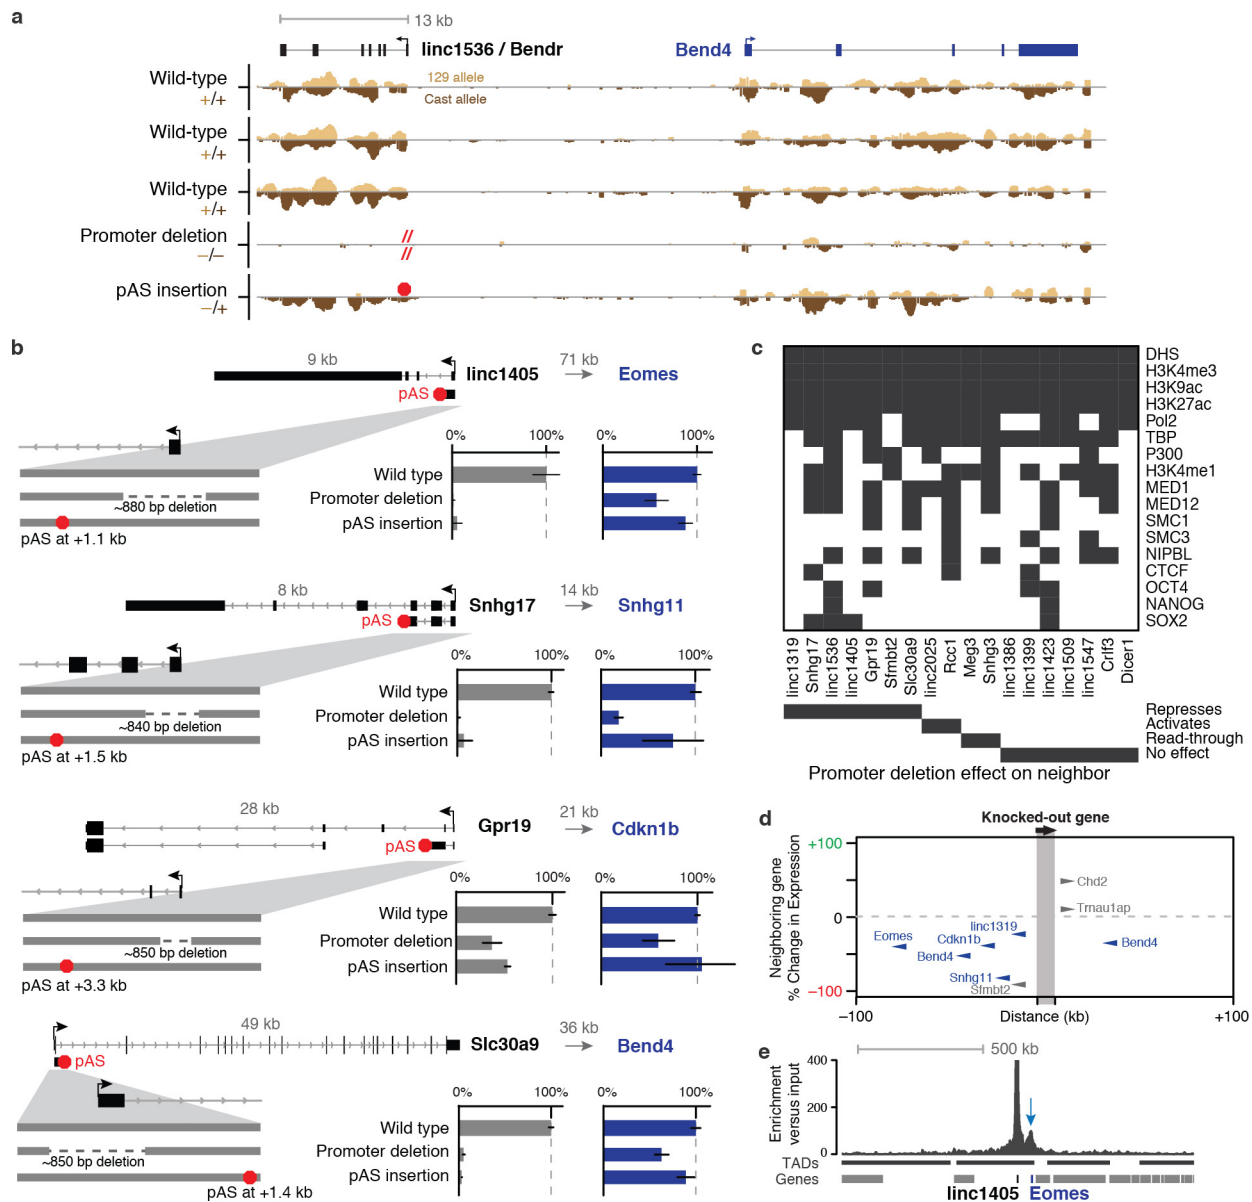 a
13 kb
linc1536 / Bendr
Bend4
Wild-type
+/+
129 allele
Cast allele
Wild-type
+/+
Wild-type
+/+
Promoter deletion
−/−
pAS insertion
−/+
b
9 kb
linc1405
71 kb
Eomes
pAS
~880 bp deletion
pAS at +1.1 kb
0%
100%
0%
100%
Wild type
Promoter deletion
pAS insertion
8 kb
Snhg17
14 kb
Snhg11
pAS
~840 bp deletion
pAS at +1.5 kb
0%
100%
0%
100%
Wild type
Promoter deletion
pAS insertion
28 kb
Gpr19
21 kb
Cdkn1b
pAS
~850 bp deletion
pAS at +3.3 kb
0%
100%
0%
100%
Wild type
Promoter deletion
pAS insertion
49 kb
Slc30a9
36 kb
Bend4
pAS
~850 bp deletion
pAS at +1.4 kb
0%
100%
0%
100%
Wild type
Promoter deletion
pAS insertion
c
DHS
H3K4me3
H3K9ac
H3K27ac
Pol2
TBP
P300
H3K4me1
MED1
MED12
SMC1
SMC3
NIPBL
CTCF
OCT4
NANOG
SOX2
linc1319
Snhg17
linc1536
linc1405
Gpr19
Sfmbt2
Slc30a9
linc2025
Rcc1
Meg3
Snhg3
linc1386
linc1399
linc1423
linc1509
linc1547
Crlf3
Dicer1
Represses
Activates
Read-through
No effect
Promoter deletion effect on neighbor
d
Knocked-out gene
Neighboring gene
% Change in Expression
+100
0
−100
Chd2
Trnau1ap
linc1319
Eomes
Cdkn1b
Bend4
Bend4
Snhg11
Sfmbt2
−100
Distance (kb)
+100
e
500 kb
Enrichment
versus input
400
200
0
TADs
Genes
linc1405
Eomes